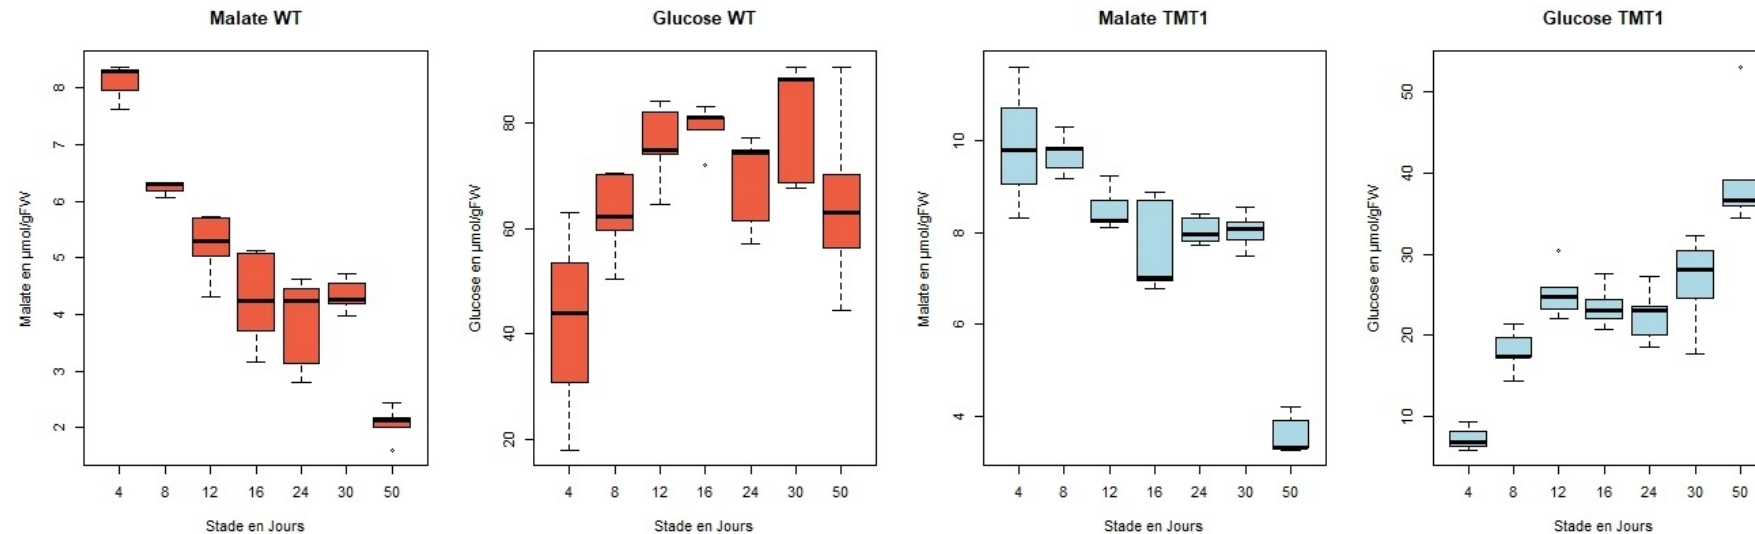 Malate WT
Malate en µmol/gFW
8
7
6
5
4
3
2
4 8 12 16 24 30 50
Stade en Jours
Glucose WT
Glucose en µmol/gFW
80
60
40
20
4 8 12 16 24 30 50
Stade en Jours
Malate TMT1
Malate en µmol/gFW
10
8
6
4
4 8 12 16 24 30 50
Stade en Jours
Glucose TMT1
Glucose en µmol/gFW
50
40
30
20
10
4 8 12 16 24 30 50
Stade en Jours